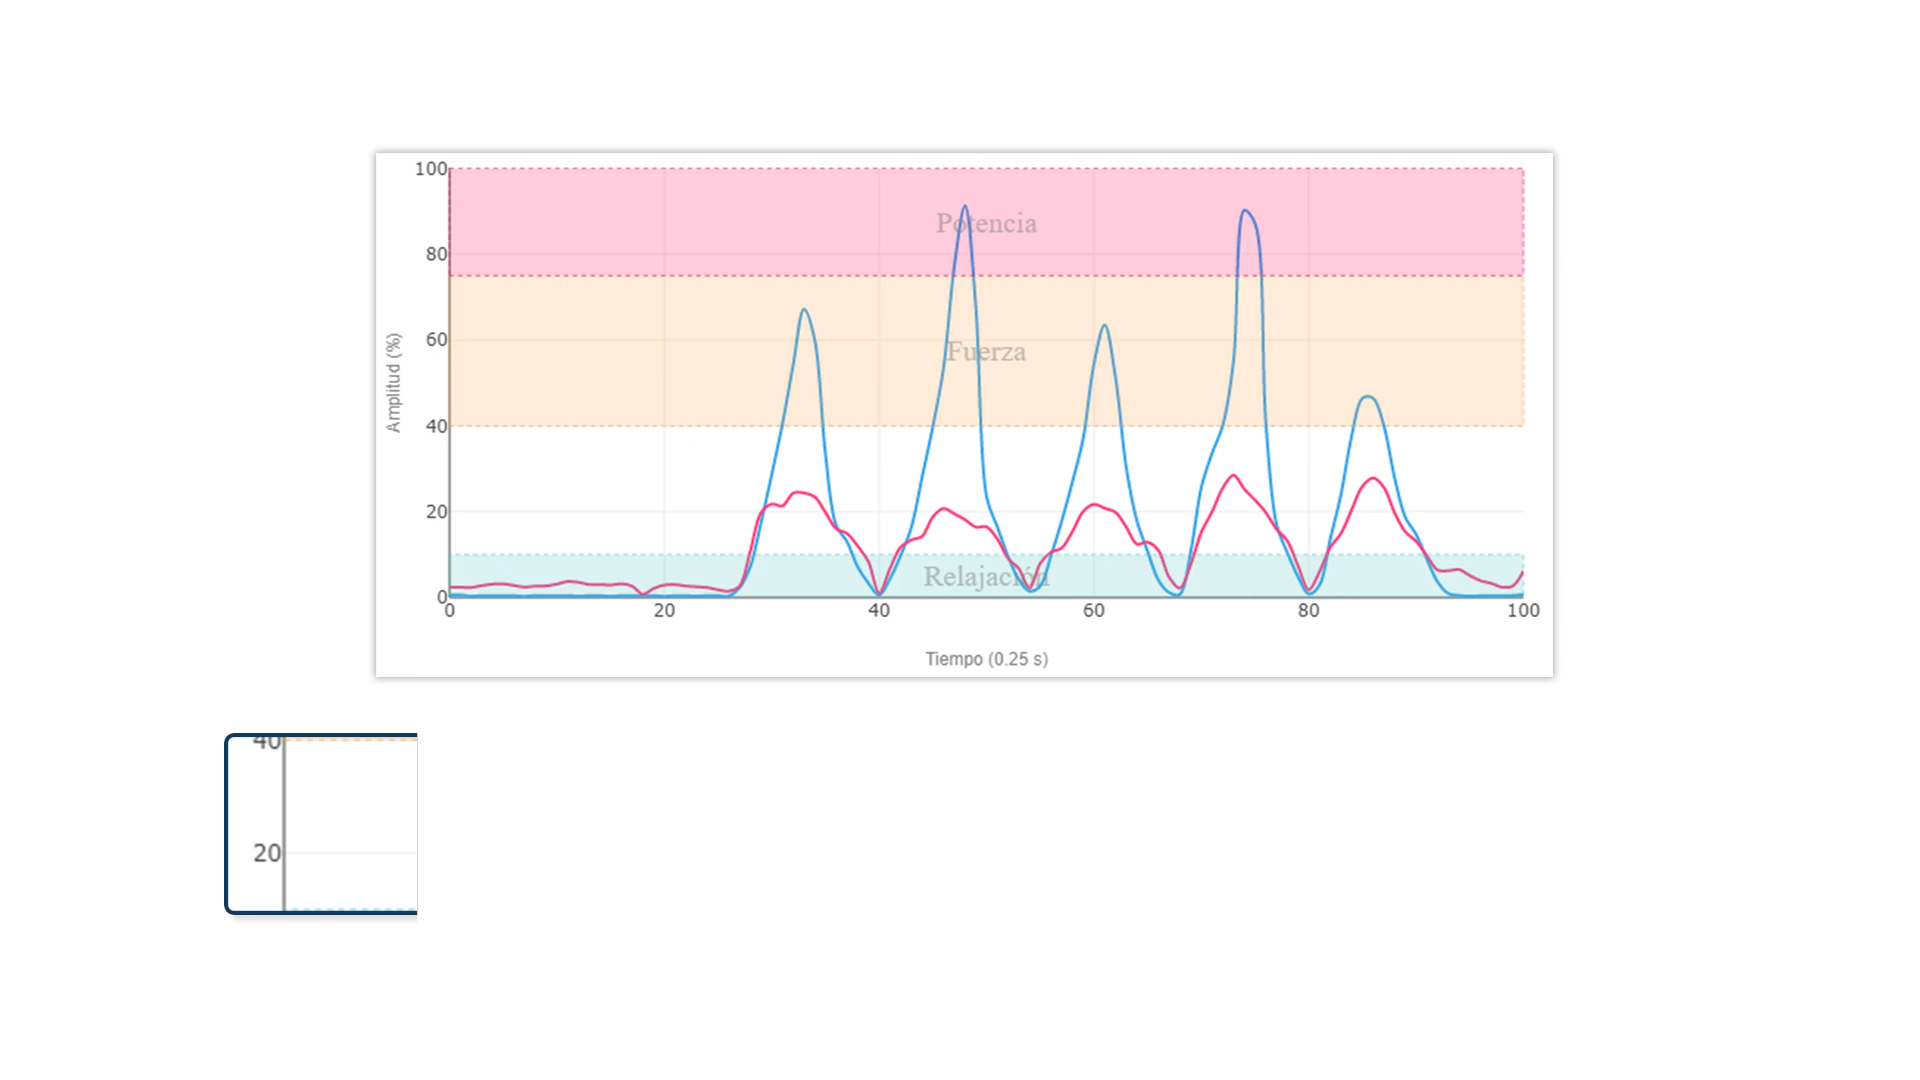 100
Potencia
80
60
Fuerza
Amplitud (%)
40
20
Relajación
0
0 20 40 60 80 100
Tiempo (0.25 s)
40
20